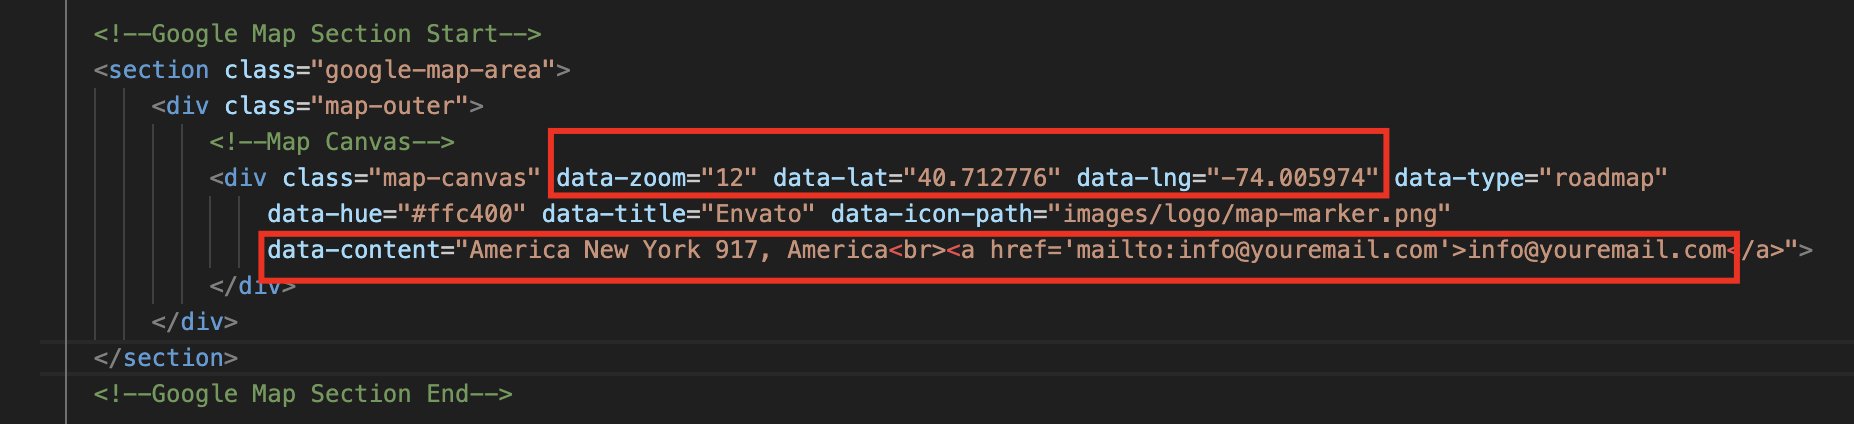 <!--Google Map Section Start-->
<section class="google-map-area">
<div class="map-outer">
<!--Map Canvas-->
<div class="map-canvas" data-zoom="12" data-lat="40.712776" data-lng="-74.005974" data-type="roadmap"
data-hue="#ffc400" data-title="Envato" data-icon-path="images/logo/map-marker.png"
data-content="America New York 917, America<br><a href='mailto:info@youremail.com'>info@youremail.com</a>">
</div>
</div>
</section>
<!--Google Map Section End-->